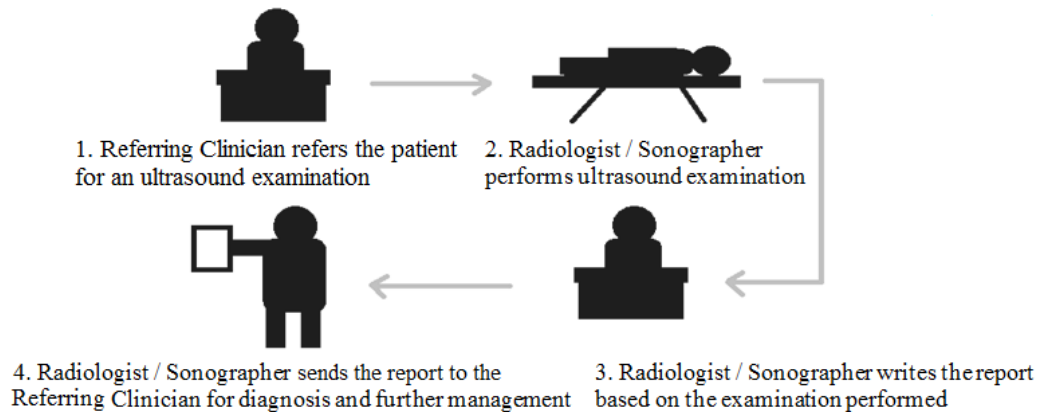 1. Referring Clinician refers the patient
for an ultrasound examination
2. Radiologist / Sonographer
performs ultrasound examination
3. Radiologist / Sonographer writes the report
based on the examination performed
4. Radiologist / Sonographer sends the report to the
Referring Clinician for diagnosis and further management